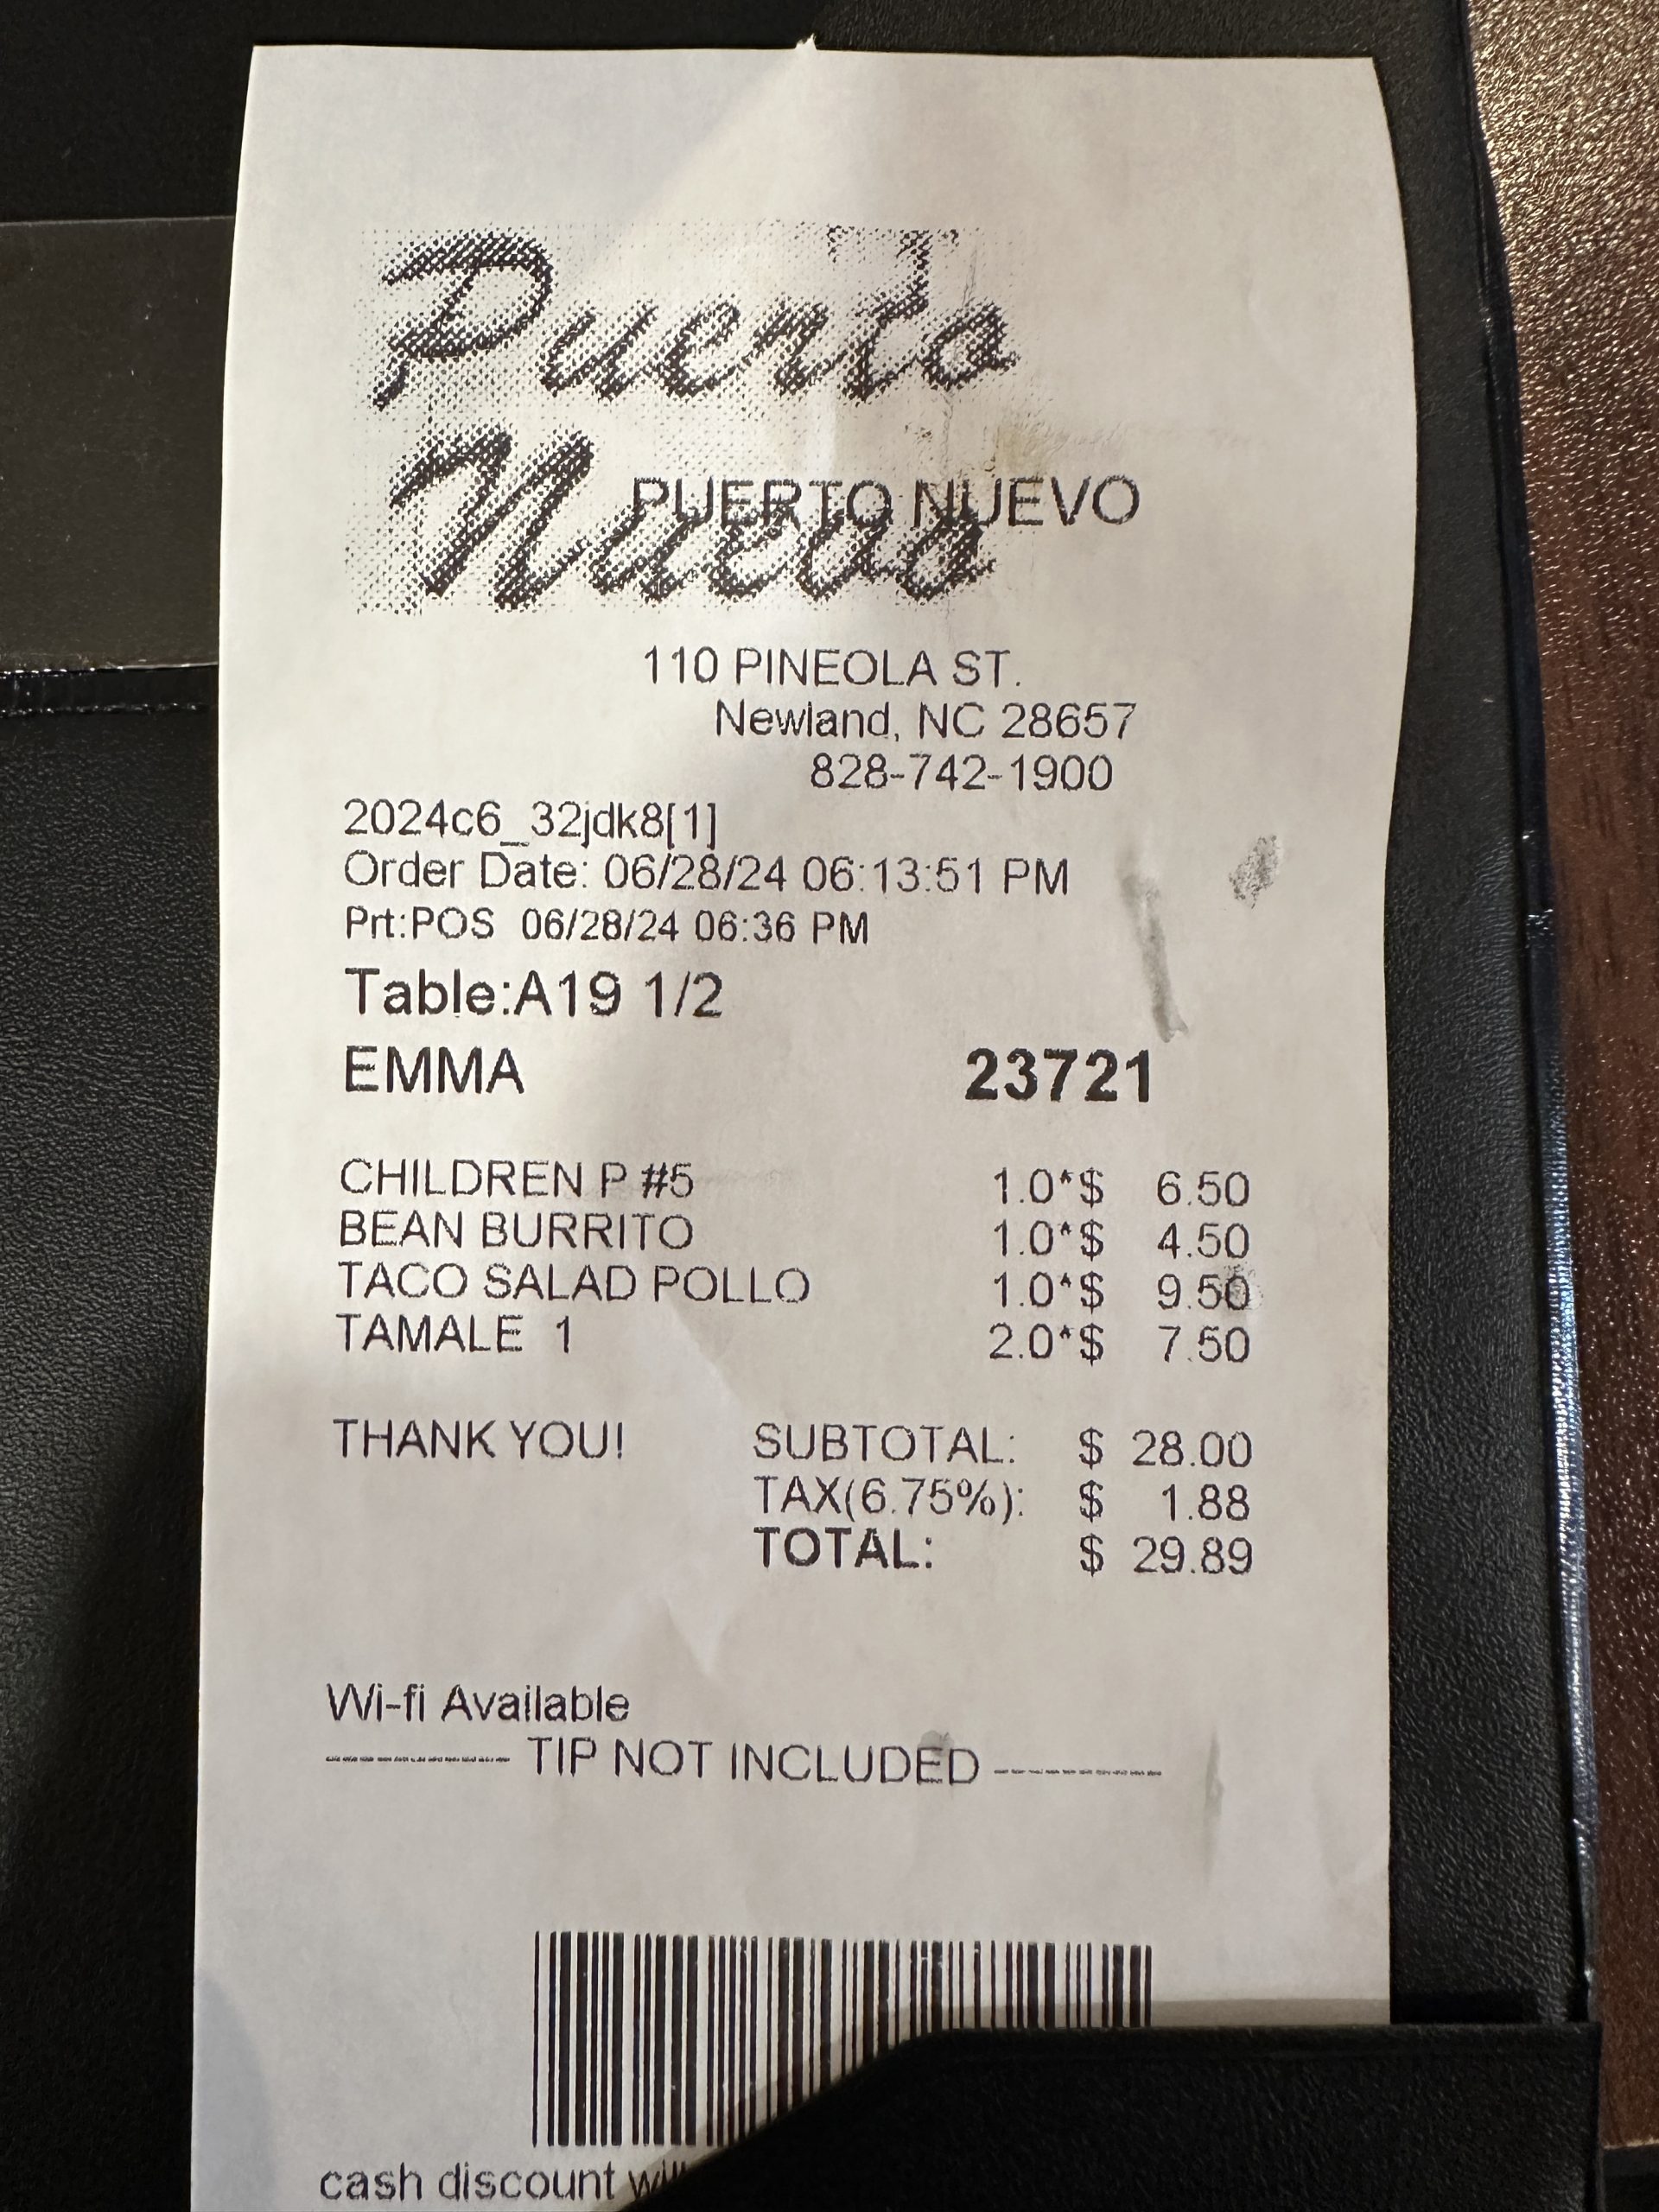 Puerto
Nuevo
PUERTO NUEVO
110 PINEOLA ST.
Newland, NC 28657
828-742-1900
2024c6_32jdk8[1]
Order Date: 06/28/24 06:13:51 PM
Prt:POS 06/28/24 06:36 PM
Table:A19 1/2
EMMA 23721
CHILDREN P #5 1.0*$ 6.50
BEAN BURRITO 1.0*$ 4.50
TACO SALAD POLLO 1.0*$ 9.50
TAMALE 1 2.0*$ 7.50
THANK YOU! SUBTOTAL: $ 28.00
TAX(6.75%): $ 1.88
TOTAL: $ 29.89
Wi-fi Available
------------ TIP NOT INCLUDED ------------
cash discount